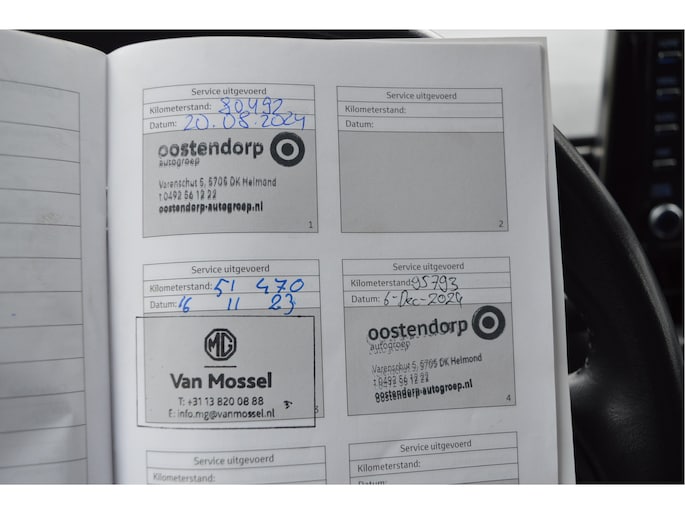 Service uitgevoerd
Kilometerstand: 80492
Datum: 20.08.2024
oostendorp
autogroep
Varenschut 5, 5705 DK Helmond
t 0492 56 12 22
oostendorp-autogroep.nl
1
Service uitgevoerd
Kilometerstand:
Datum:
2
Service uitgevoerd
Kilometerstand: 51 470
Datum: 16 11 23
MG
Van Mossel
T: +31 13 820 08 88
E: info.mg@vanmossel.nl
3
Service uitgevoerd
Kilometerstand: 95793
Datum: 6-Dec-2024
oostendorp
autogroep
Varenschut 5, 5705 DK Helmond
t 0492 56 12 22
oostendorp-autogroep.nl
4
Service uitgevoerd
Kilometerstand:
Service uitgevoerd
Kilometerstand:
Datum: